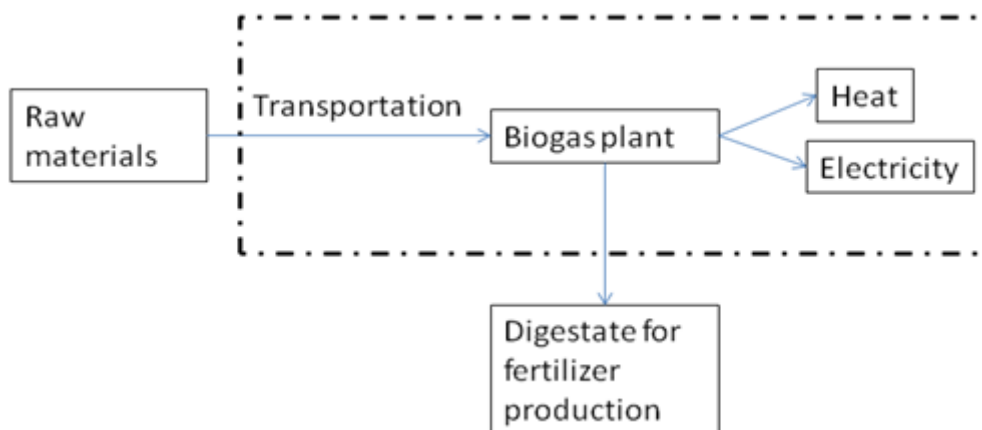 Raw
materials
Transportation
Biogas plant
Heat
Electricity
Digestate for
fertilizer
production